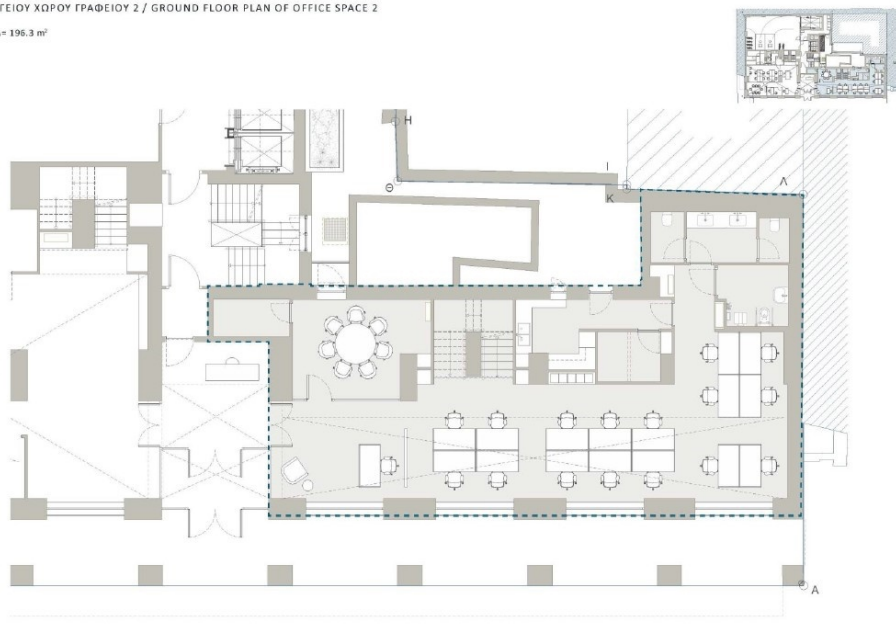 ΓΕΙΟΥ ΧΩΡΟΥ ΓΡΑΦΕΙΟΥ 2 / GROUND FLOOR PLAN OF OFFICE SPACE 2
= 196.3 m²
H
I
Θ
K
Λ
A